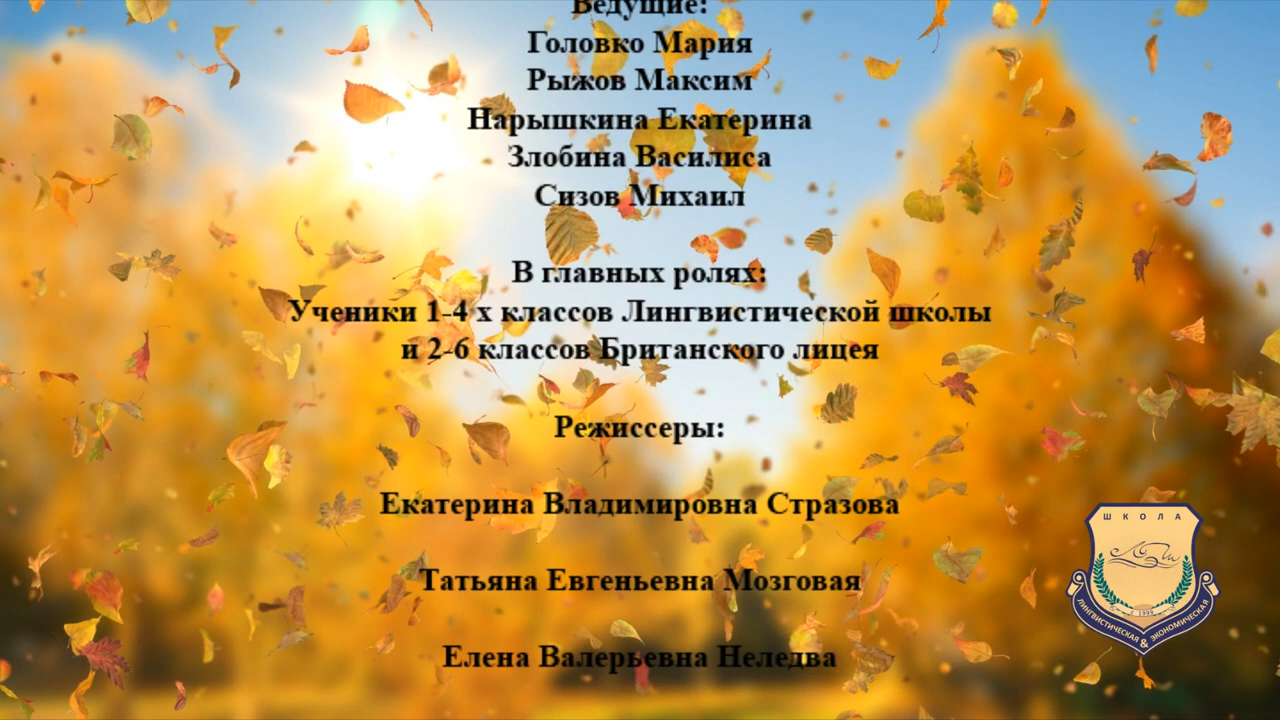 Ведущие:
Головко Мария
Рыжов Максим
Нарышкина Екатерина
Злобина Василиса
Сизов Михаил
В главных ролях:
Ученики 1-4 х классов Лингвистической школы
и 2-6 классов Британского лицея
Режиссеры:
Екатерина Владимировна Стразова
Татьяна Евгеньевна Мозговая
Елена Валерьевна Неледва
ШКОЛА
с 1992
ЛИНГВИСТИЧЕСКАЯ & ЭКОНОМИЧЕСКАЯ